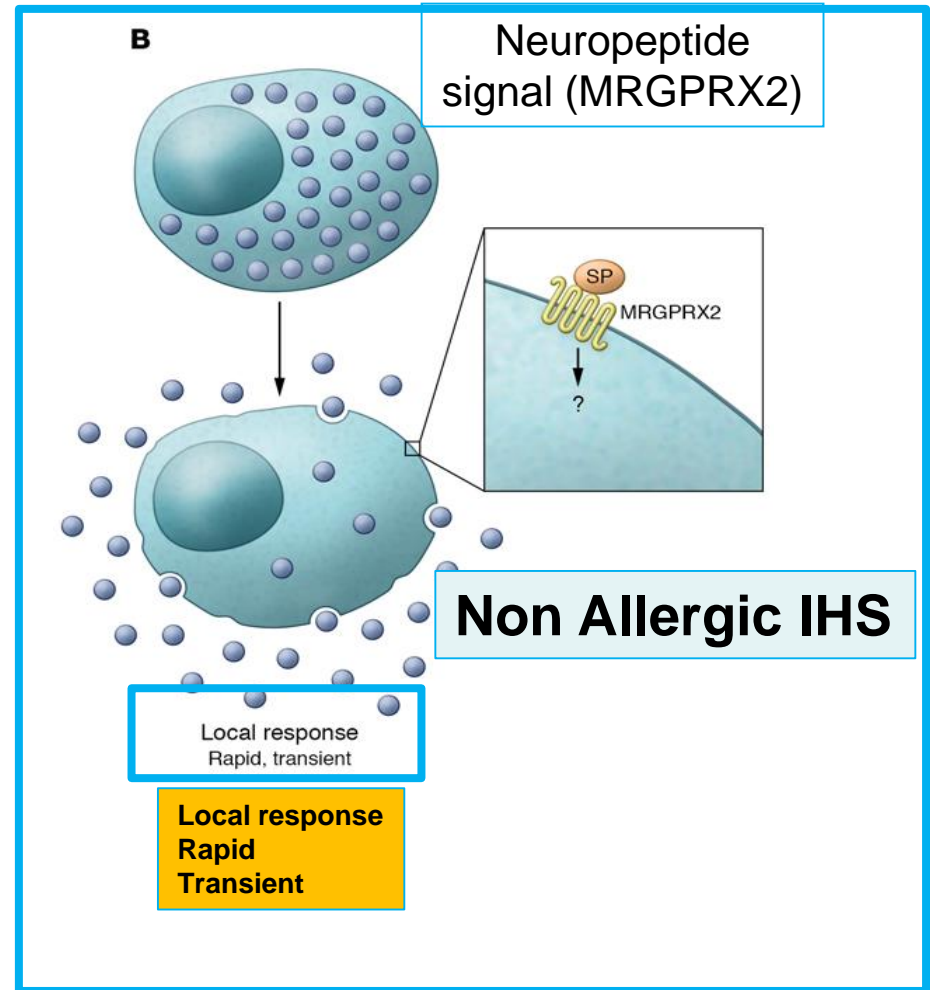 B
Neuropeptide
signal (MRGPRX2)
SP
MRGPRX2
?
Non Allergic IHS
Local response
Rapid, transient
Local response
Rapid
Transient